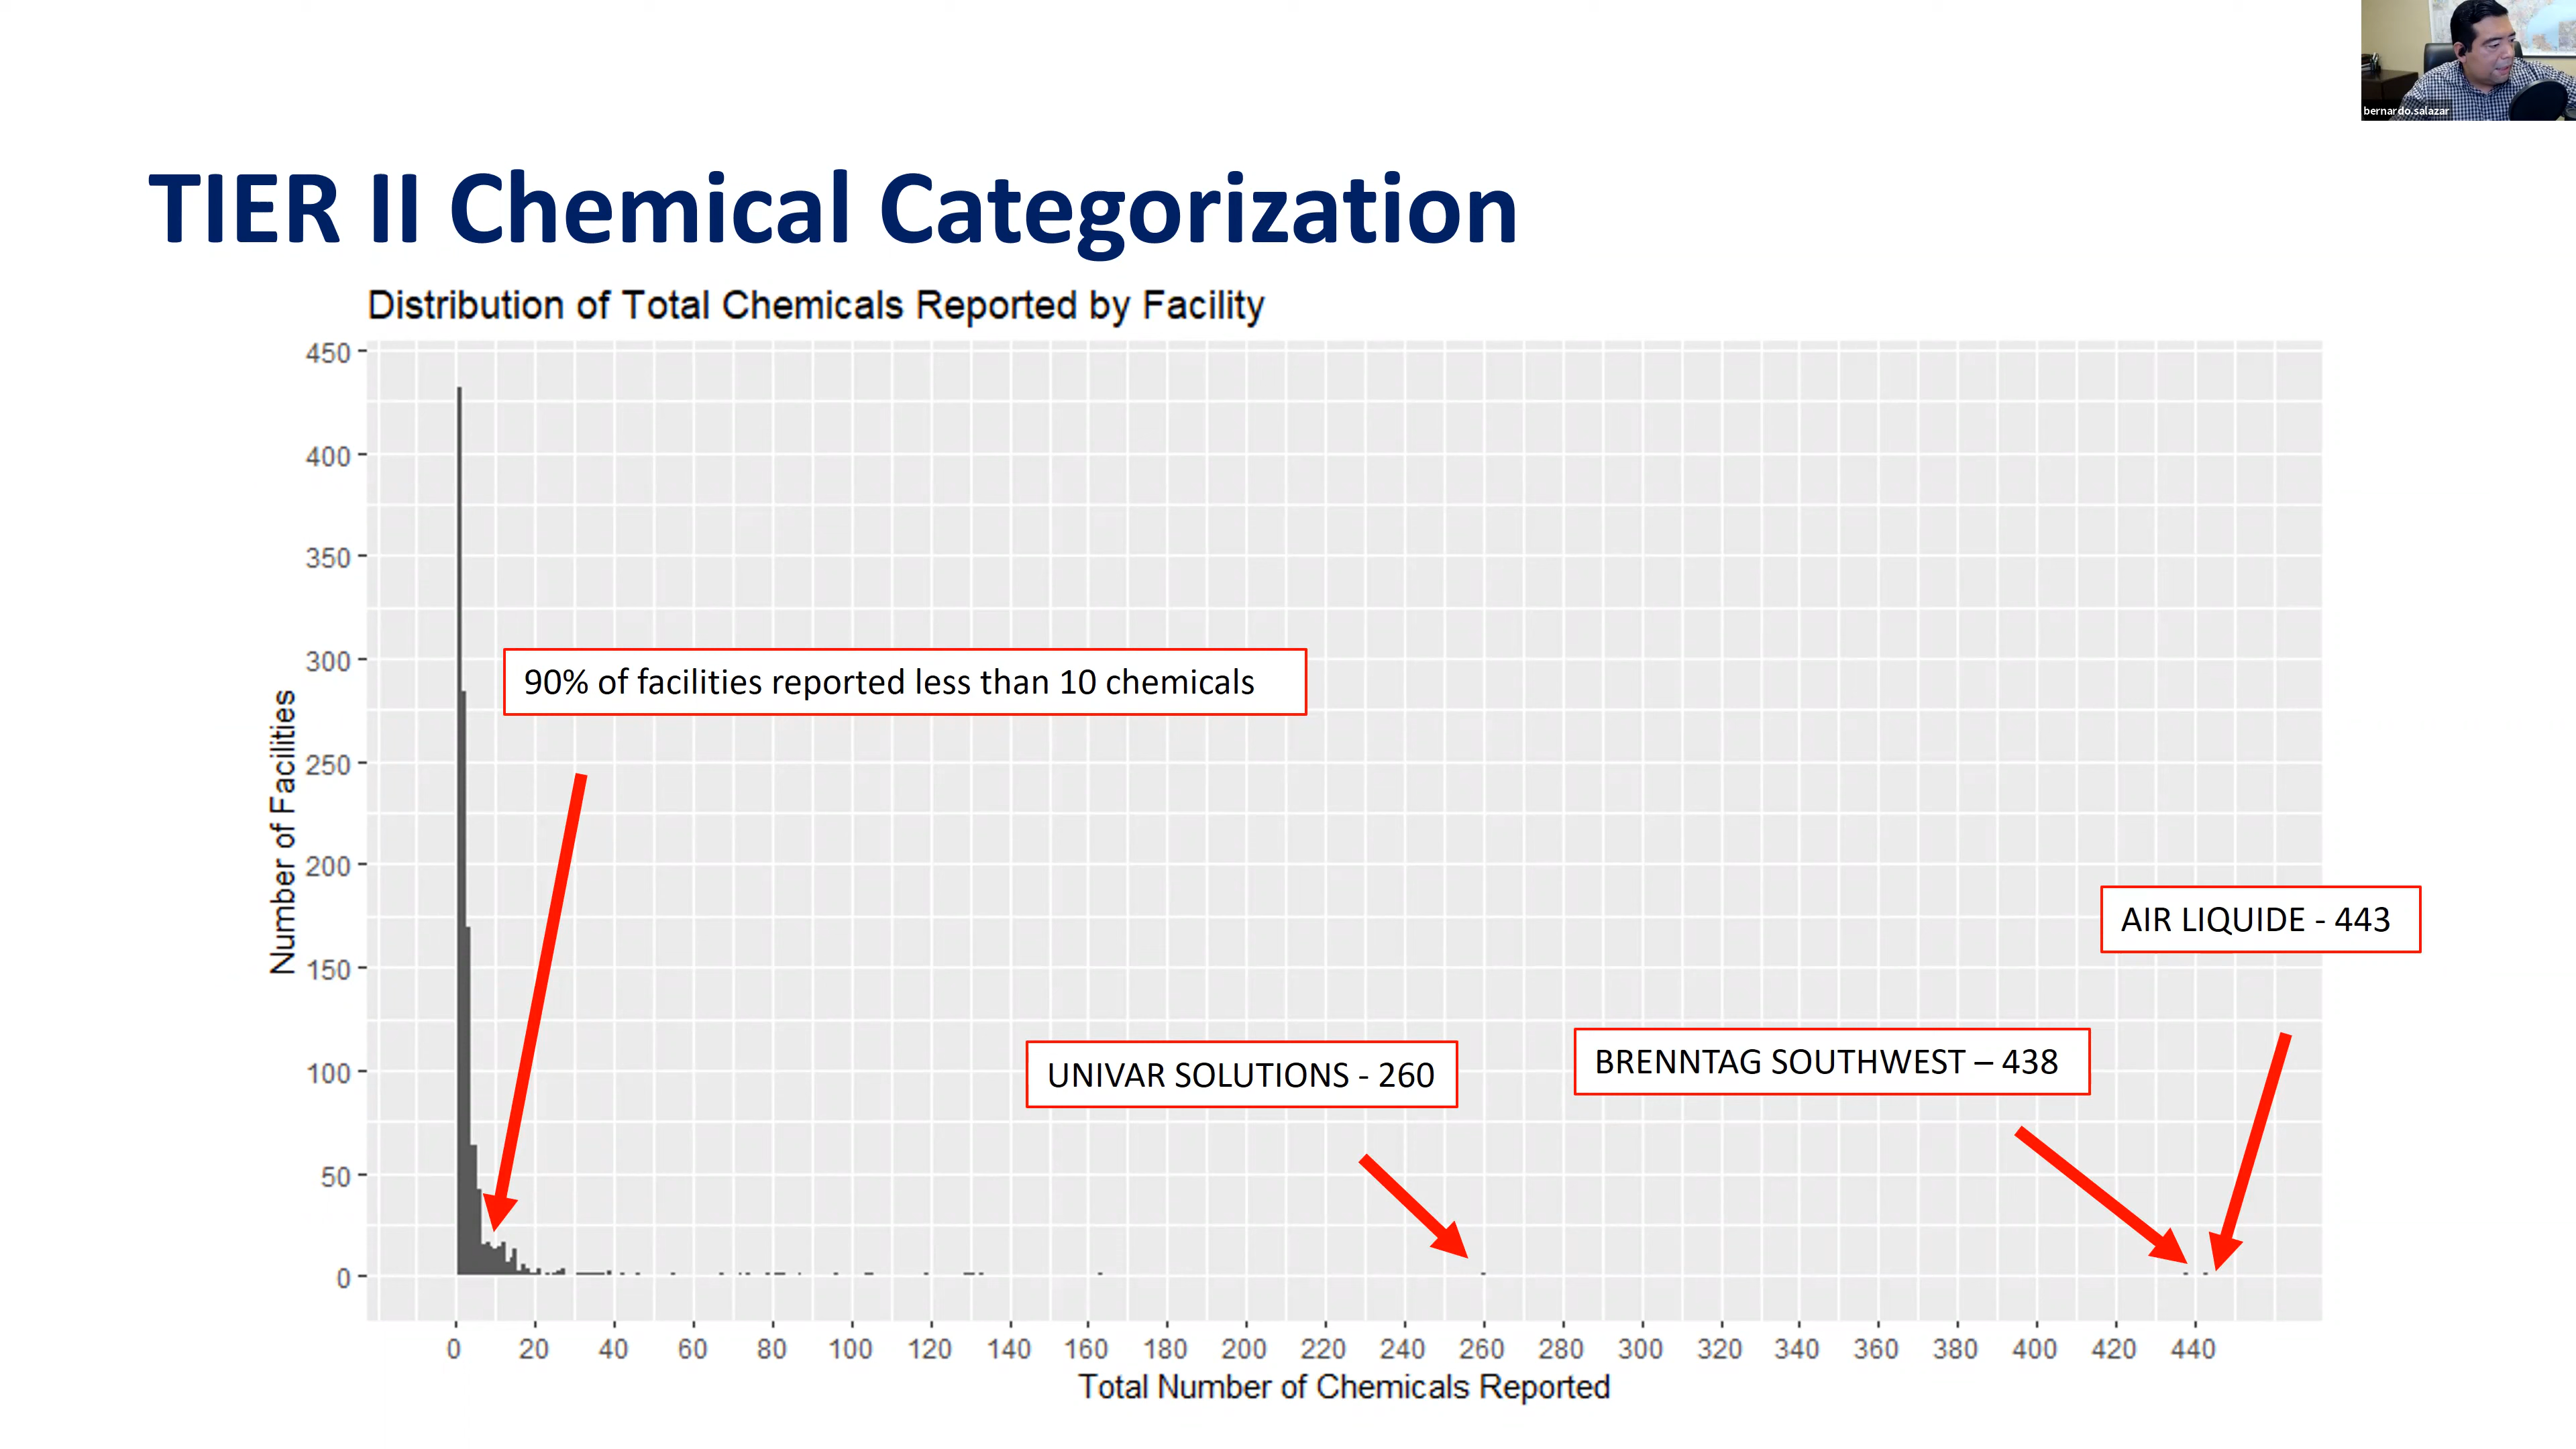 bernardo.salazar
TIER II Chemical Categorization
Distribution of Total Chemicals Reported by Facility
450
400
350
300
250
200
150
100
50
0
Number of Facilities
90% of facilities reported less than 10 chemicals
AIR LIQUIDE - 443
UNIVAR SOLUTIONS - 260
BRENNTAG SOUTHWEST – 438
0 20 40 60 80 100 120 140 160 180 200 220 240 260 280 300 320 340 360 380 400 420 440
Total Number of Chemicals Reported